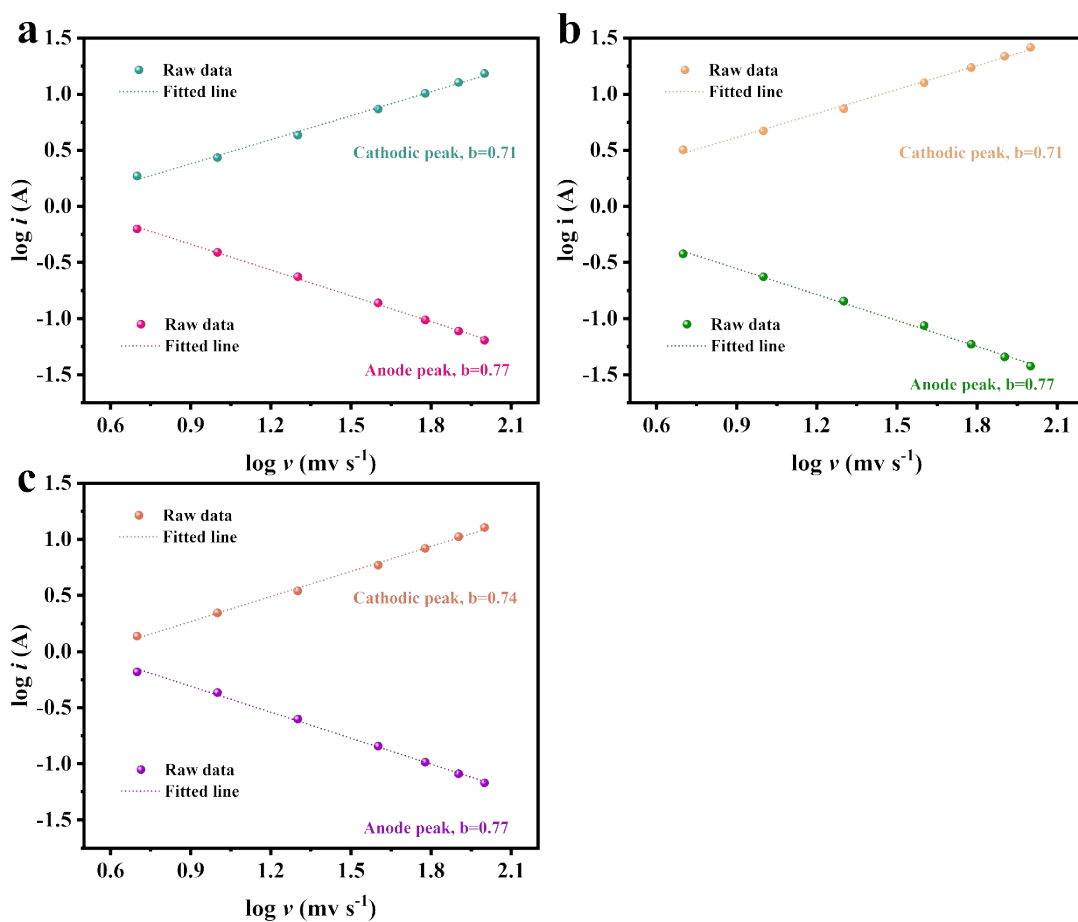 a
1.5
1.0
0.5
0.0
-0.5
-1.0
-1.5
log i (A)
Raw data
Fitted line
Cathodic peak, b=0.71
Raw data
Fitted line
Anode peak, b=0.77
0.6 0.9 1.2 1.5 1.8 2.1
log v (mv s⁻¹)
b
1.5
1.0
0.5
0.0
-0.5
-1.0
-1.5
log i (A)
Raw data
Fitted line
Cathodic peak, b=0.71
Raw data
Fitted line
Anode peak, b=0.77
0.6 0.9 1.2 1.5 1.8 2.1
log v (mv s⁻¹)
c
1.5
1.0
0.5
0.0
-0.5
-1.0
-1.5
log i (A)
Raw data
Fitted line
Cathodic peak, b=0.74
Raw data
Fitted line
Anode peak, b=0.77
0.6 0.9 1.2 1.5 1.8 2.1
log v (mv s⁻¹)